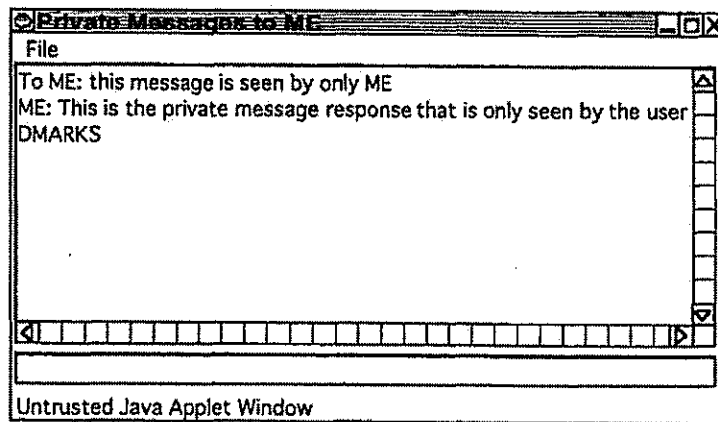 Private Messages to ME
File
To ME: this message is seen by only ME
ME: This is the private message response that is only seen by the user
DMARKS
Untrusted Java Applet Window